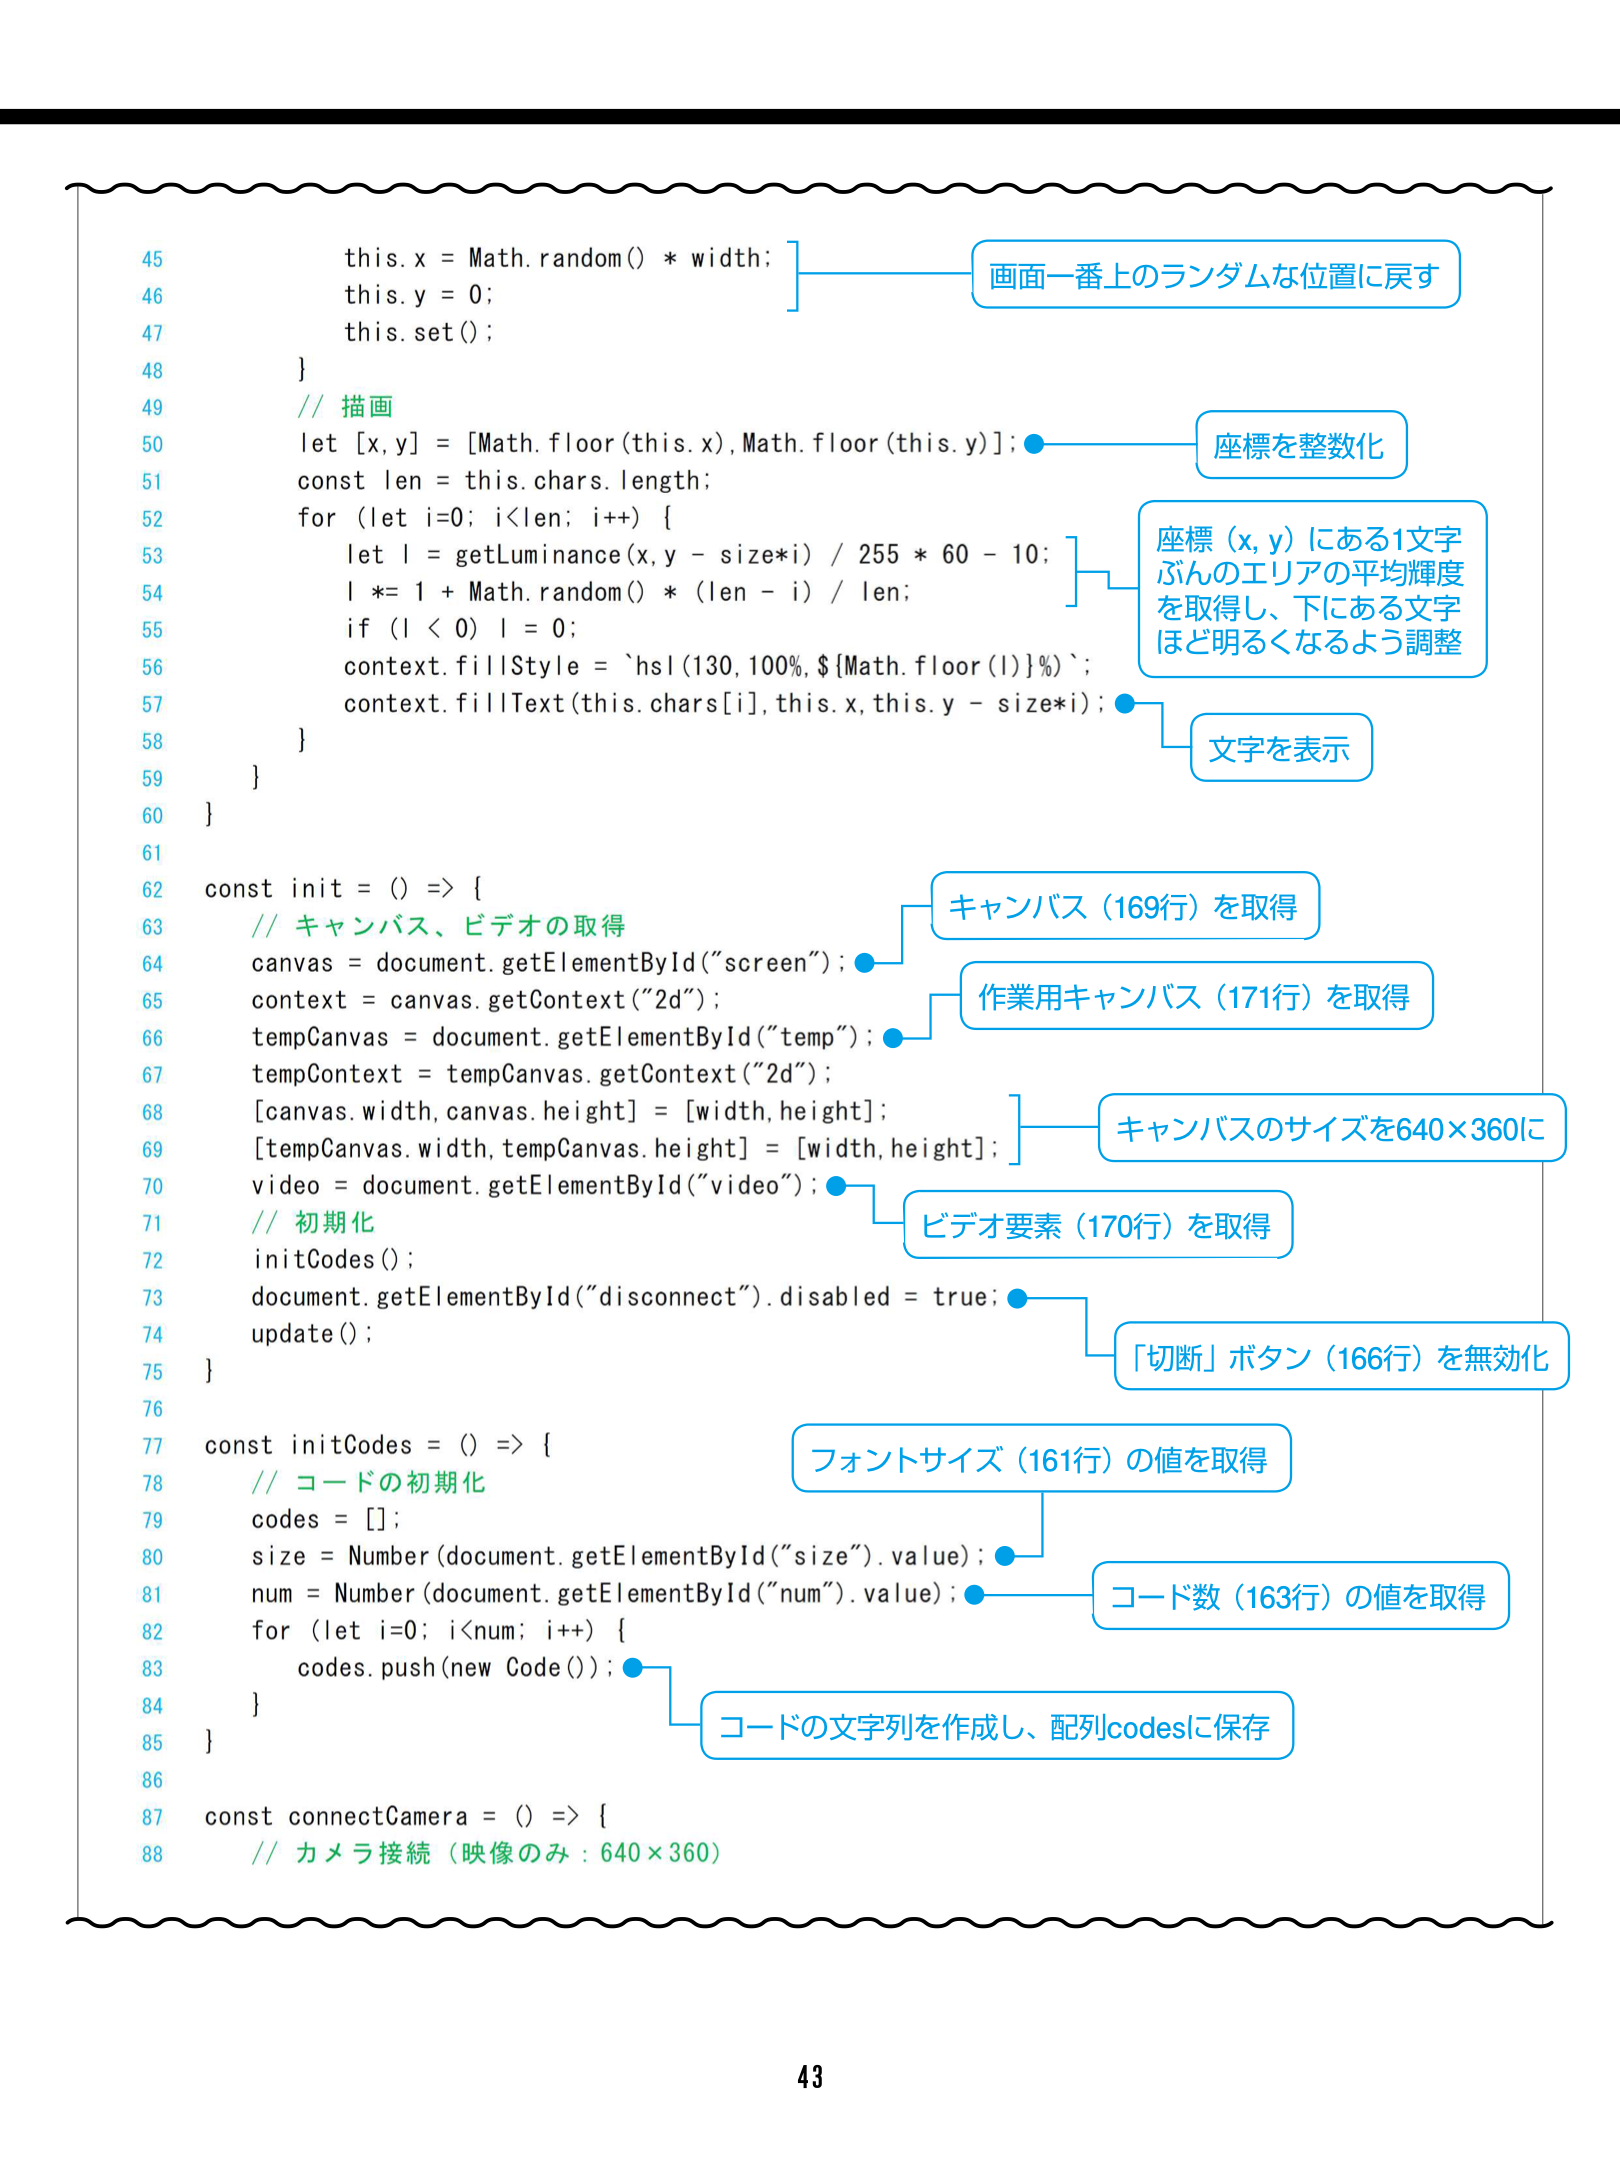 45 this.x = Math.random() * width;
46 this.y = 0;
画面一番上のランダムな位置に戻す
47 this.set();
48 }
49 // 描画
50 let [x,y] = [Math.floor(this.x),Math.floor(this.y)];
座標を整数化
51 const len = this.chars.length;
52 for (let i=0; i<len; i++) {
53 let l = getLuminance(x,y - size*i) / 255 * 60 - 10;
54 l *= 1 + Math.random() * (len - i) / len;
座標（x, y）にある1文字
ぶんのエリアの平均輝度
を取得し、下にある文字
ほど明るくなるよう調整
55 if (l < 0) l = 0;
56 context.fillStyle = `hsl(130,100%,${Math.floor(l)}%)`;
57 context.fillText(this.chars[i],this.x,this.y - size*i);
文字を表示
58 }
59 }
60 }
61
62 const init = () => {
63 // キャンバス、ビデオの取得
64 canvas = document.getElementById("screen");
キャンバス（169行）を取得
65 context = canvas.getContext("2d");
66 tempCanvas = document.getElementById("temp");
作業用キャンバス（171行）を取得
67 tempContext = tempCanvas.getContext("2d");
68 [canvas.width,canvas.height] = [width,height];
69 [tempCanvas.width,tempCanvas.height] = [width,height];
キャンバスのサイズを640×360に
70 video = document.getElementById("video");
ビデオ要素（170行）を取得
71 // 初期化
72 initCodes();
73 document.getElementById("disconnect").disabled = true;
「切断」ボタン（166行）を無効化
74 update();
75 }
76
77 const initCodes = () => {
78 // コードの初期化
79 codes = [];
80 size = Number(document.getElementById("size").value);
フォントサイズ（161行）の値を取得
81 num = Number(document.getElementById("num").value);
コード数（163行）の値を取得
82 for (let i=0; i<num; i++) {
83 codes.push(new Code());
コードの文字列を作成し、配列codesに保存
84 }
85 }
86
87 const connectCamera = () => {
88 // カメラ接続（映像のみ：640×360）
43